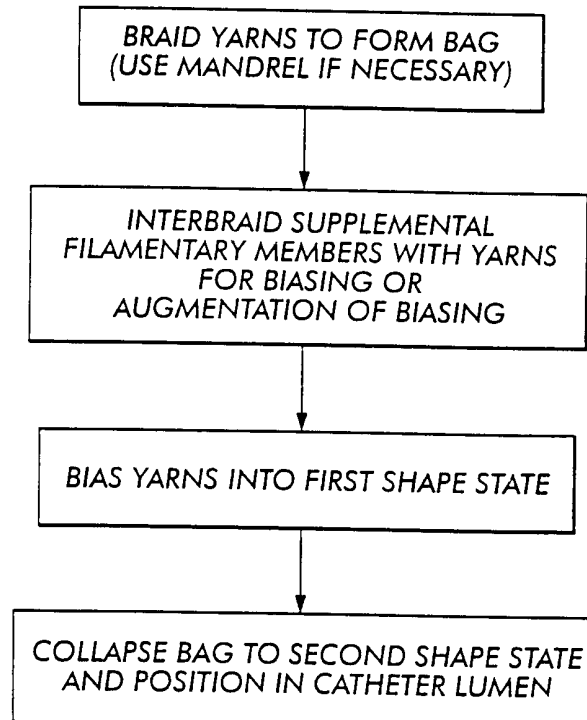 BRAID YARNS TO FORM BAG
(USE MANDREL IF NECESSARY)
INTERBRAID SUPPLEMENTAL
FILAMENTARY MEMBERS WITH YARNS
FOR BIASING OR
AUGMENTATION OF BIASING
BIAS YARNS INTO FIRST SHAPE STATE
COLLAPSE BAG TO SECOND SHAPE STATE
AND POSITION IN CATHETER LUMEN